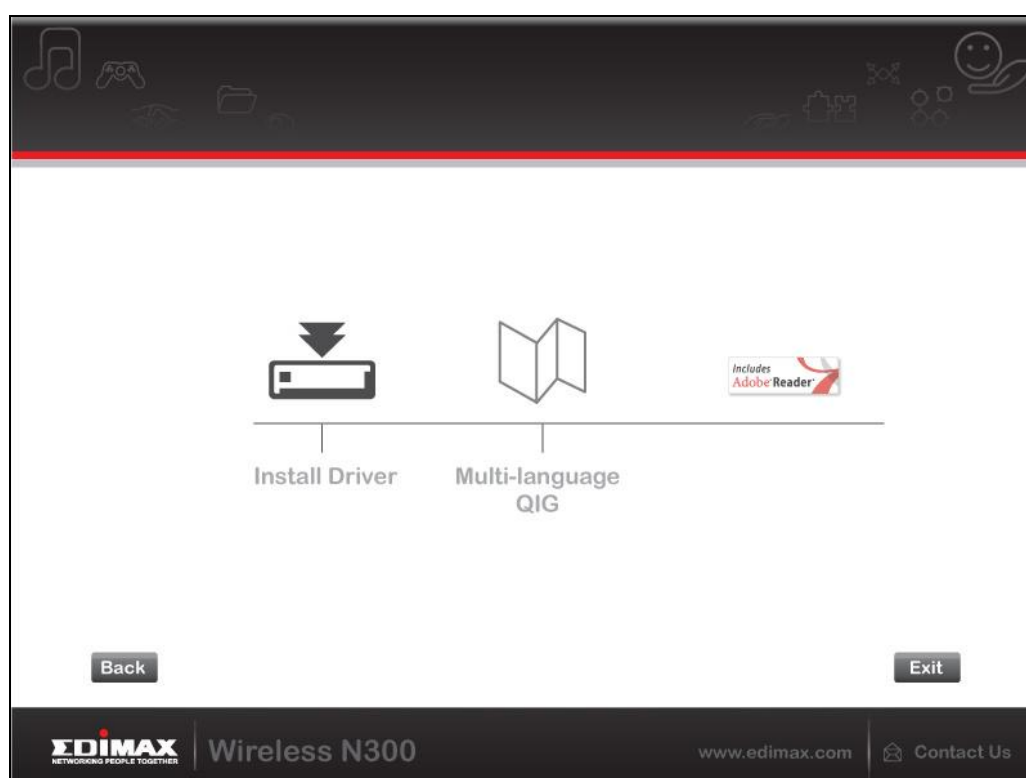 Includes
Adobe Reader
Install Driver
Multi-language
QIG
Back
Exit
EDIMAX
NETWORKING PEOPLE TOGETHER
Wireless N300
www.edimax.com
Contact Us